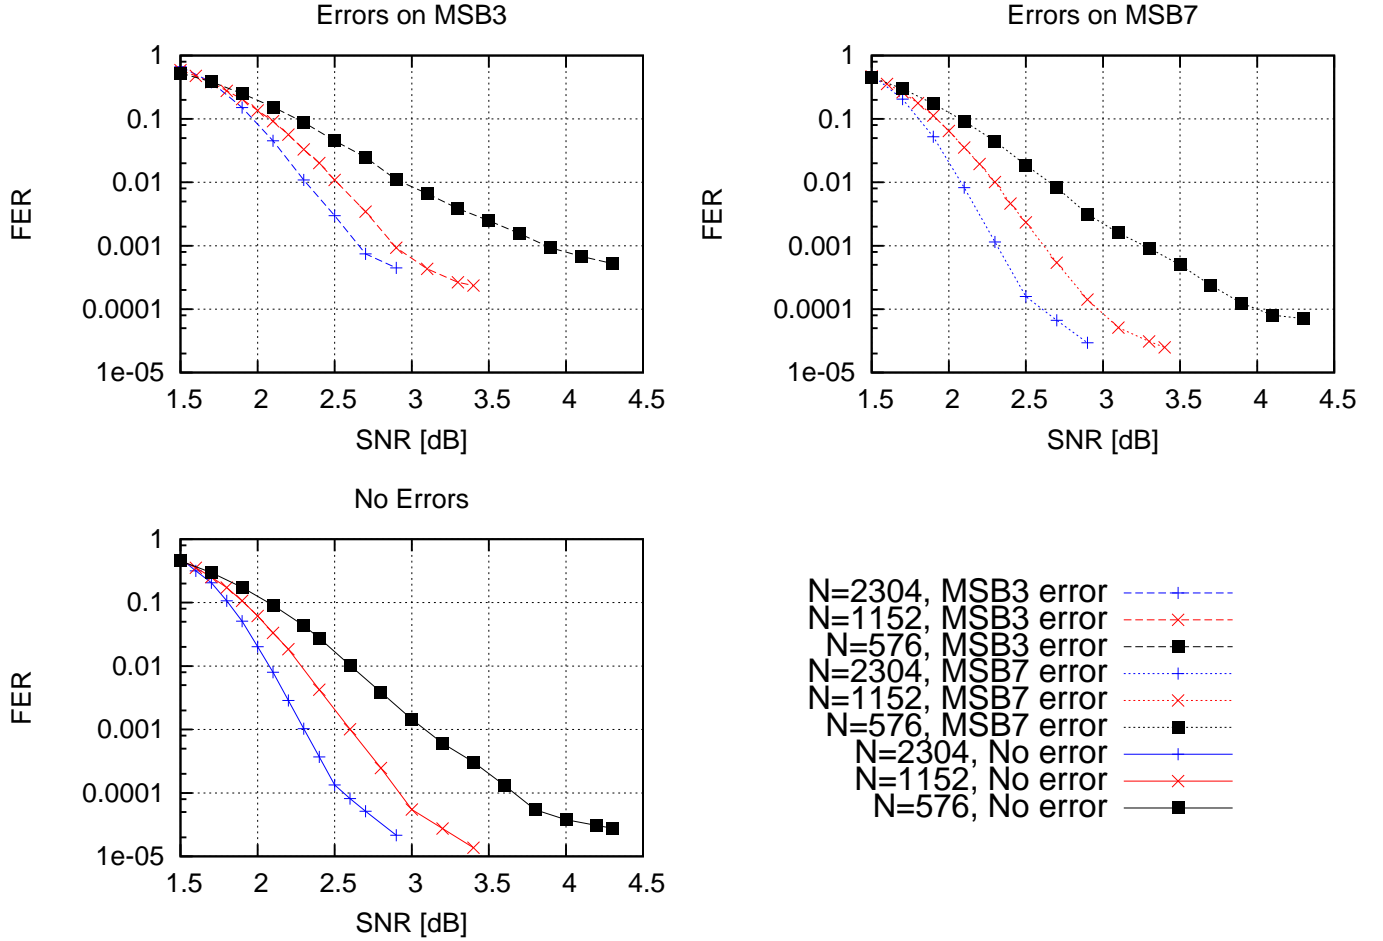 Errors on MSB3
1
0.1
0.01
0.001
0.0001
1e-05
FER
1.5 2 2.5 3 3.5 4 4.5
SNR [dB]
Errors on MSB7
1
0.1
0.01
0.001
0.0001
1e-05
FER
1.5 2 2.5 3 3.5 4 4.5
SNR [dB]
No Errors
1
0.1
0.01
0.001
0.0001
1e-05
FER
1.5 2 2.5 3 3.5 4 4.5
SNR [dB]
N=2304, MSB3 error
N=1152, MSB3 error
N=576, MSB3 error
N=2304, MSB7 error
N=1152, MSB7 error
N=576, MSB7 error
N=2304, No error
N=1152, No error
N=576, No error